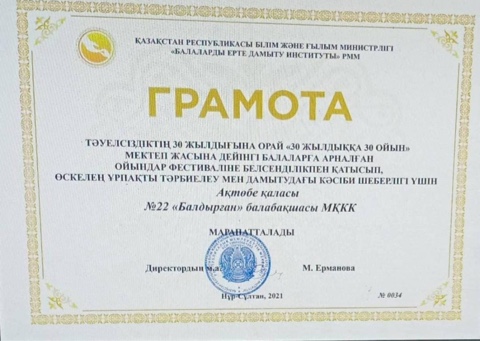 ҚАЗАҚСТАН РЕСПУБЛИКАСЫ БІЛІМ ЖӘНЕ ҒЫЛЫМ МИНИСТРЛІГІ
«БАЛАЛАРДЫ ЕРТЕ ДАМЫТУ ИНСТИТУТЫ» РММ
ГРАМОТА
ТӘУЕЛСІЗДІКТІҢ 30 ЖЫЛДЫҒЫНА ОРАЙ «30 ЖЫЛДЫҚҚА 30 ОЙЫН»
МЕКТЕП ЖАСЫНА ДЕЙІНГІ БАЛАЛАРҒА АРНАЛҒАН
ОЙЫНДАР ФЕСТИВАЛІНЕ БЕЛСЕНДІЛІКПЕН ҚАТЫСЫП,
ӨСКЕЛЕҢ ҰРПАҚТЫ ТӘРБИЕЛЕУ МЕН ДАМЫТУДАҒЫ КӘСІБИ ШЕБЕРЛІГІ ҮШІН
Ақтөбе қаласы
№22 «Балдырған» балабақшасы МҚКК
МАРАПАТТАЛАДЫ
Директордың м.а. М. Ерманова
Нұр-Сұлтан, 2021 № 0034